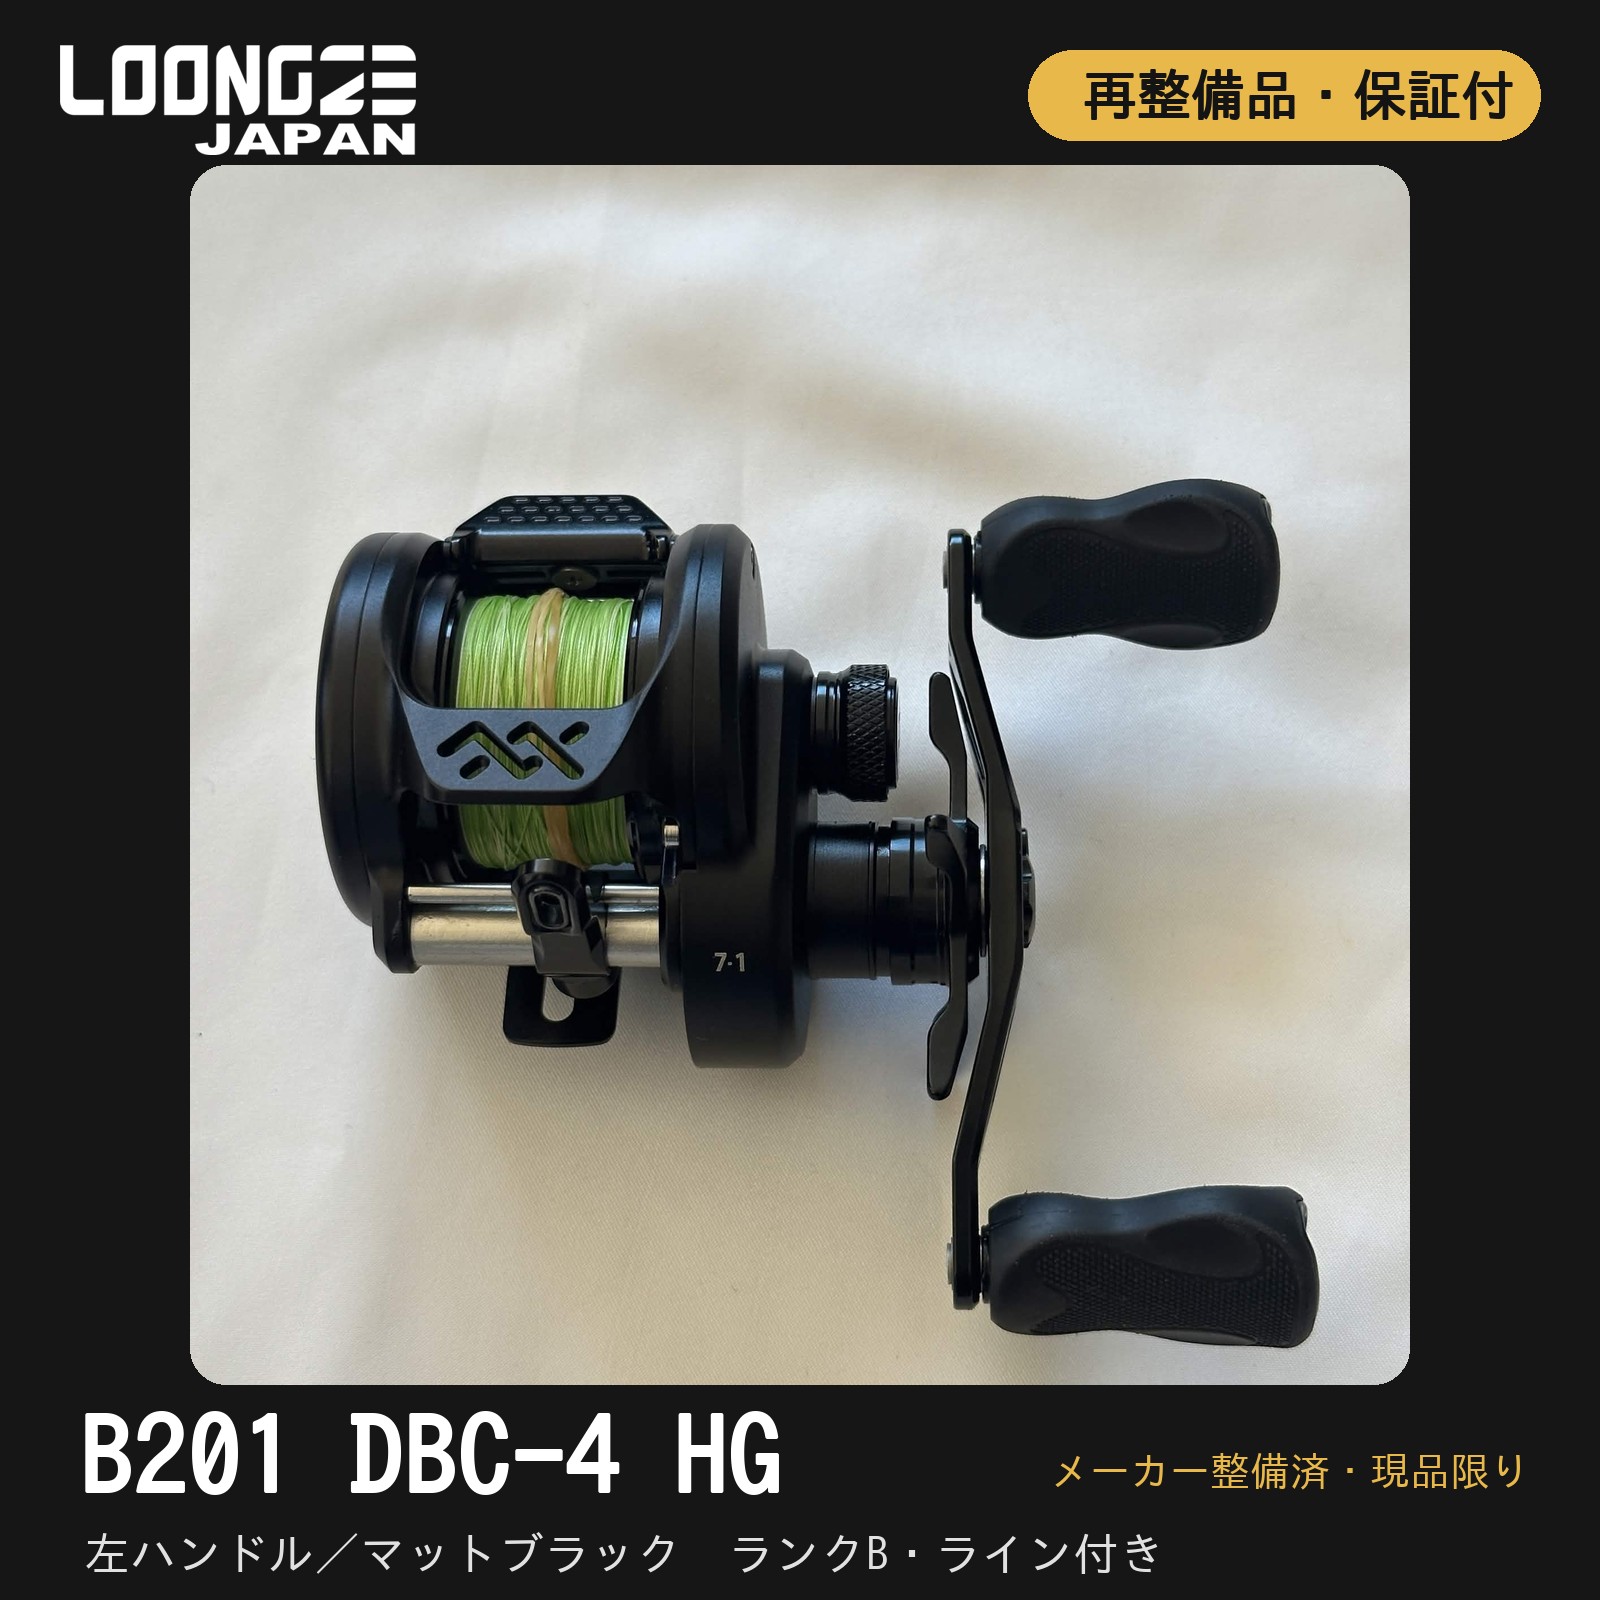 LOONGZE
JAPAN
再整備品・保証付
7・1
B201 DBC-4 HG
メーカー整備済・現品限り
左ハンドル／マットブラック　ランクB・ライン付き